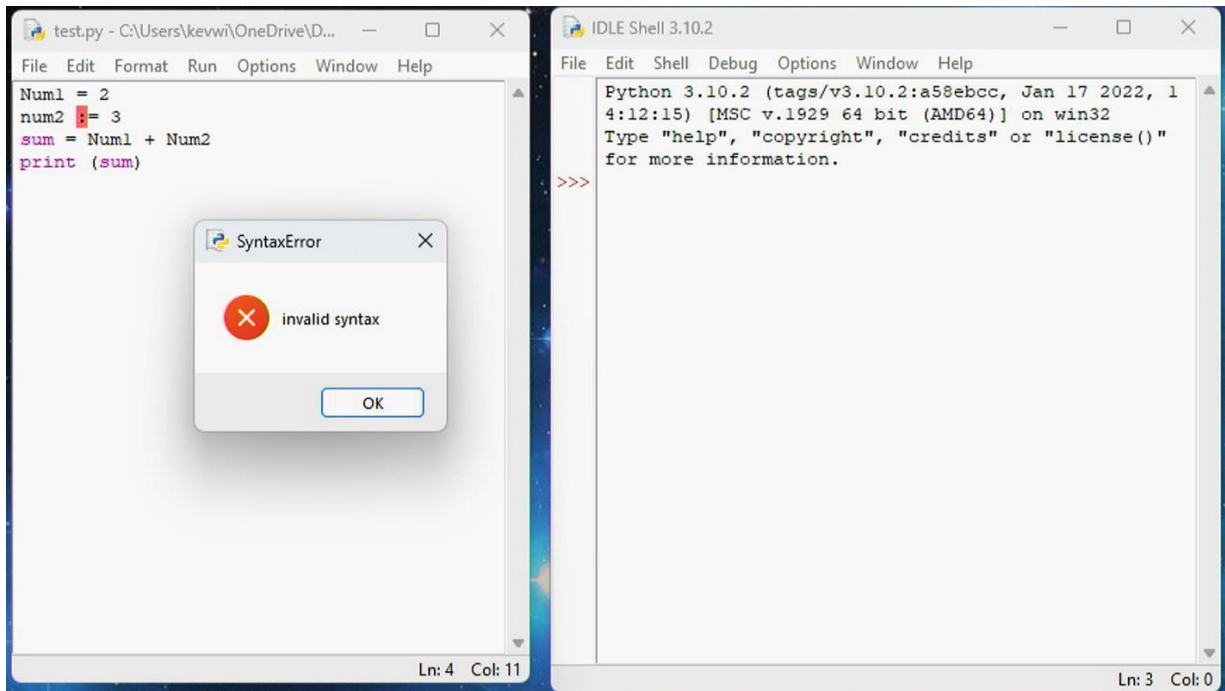 test.py - C:\Users\kevwi\OneDrive\D...
File Edit Format Run Options Window Help
Num1 = 2
num2 := 3
sum = Num1 + Num2
print (sum)
SyntaxError
invalid syntax
OK
Ln: 4 Col: 11
IDLE Shell 3.10.2
File Edit Shell Debug Options Window Help
Python 3.10.2 (tags/v3.10.2:a58ebcc, Jan 17 2022, 1
4:12:15) [MSC v.1929 64 bit (AMD64)] on win32
Type "help", "copyright", "credits" or "license()"
for more information.
>>>
Ln: 3 Col: 0